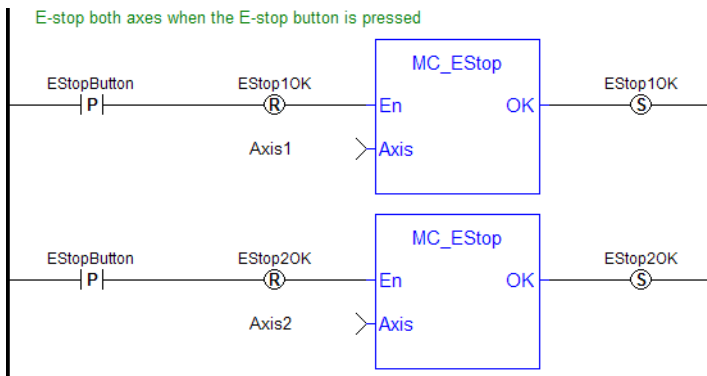 E-stop both axes when the E-stop button is pressed
EStopButton
P
EStop1OK
R
MC_EStop
En
OK
Axis1
Axis
EStop1OK
S
EStopButton
P
EStop2OK
R
MC_EStop
En
OK
Axis2
Axis
EStop2OK
S